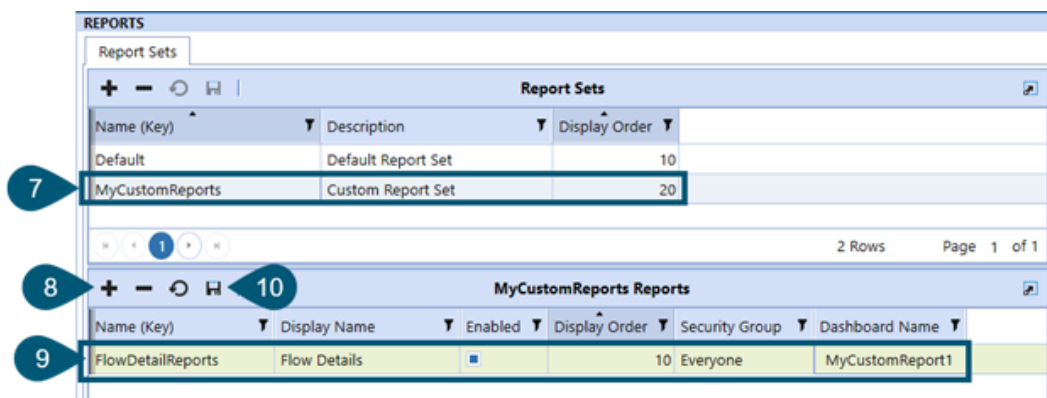 REPORTS
Report Sets
Report Sets
Name (Key) Description Display Order
Default Default Report Set 10
7 MyCustomReports Custom Report Set 20
1 2 Rows Page 1 of 1
8 10 MyCustomReports Reports
Name (Key) Display Name Enabled Display Order Security Group Dashboard Name
9 FlowDetailReports Flow Details 10 Everyone MyCustomReport1